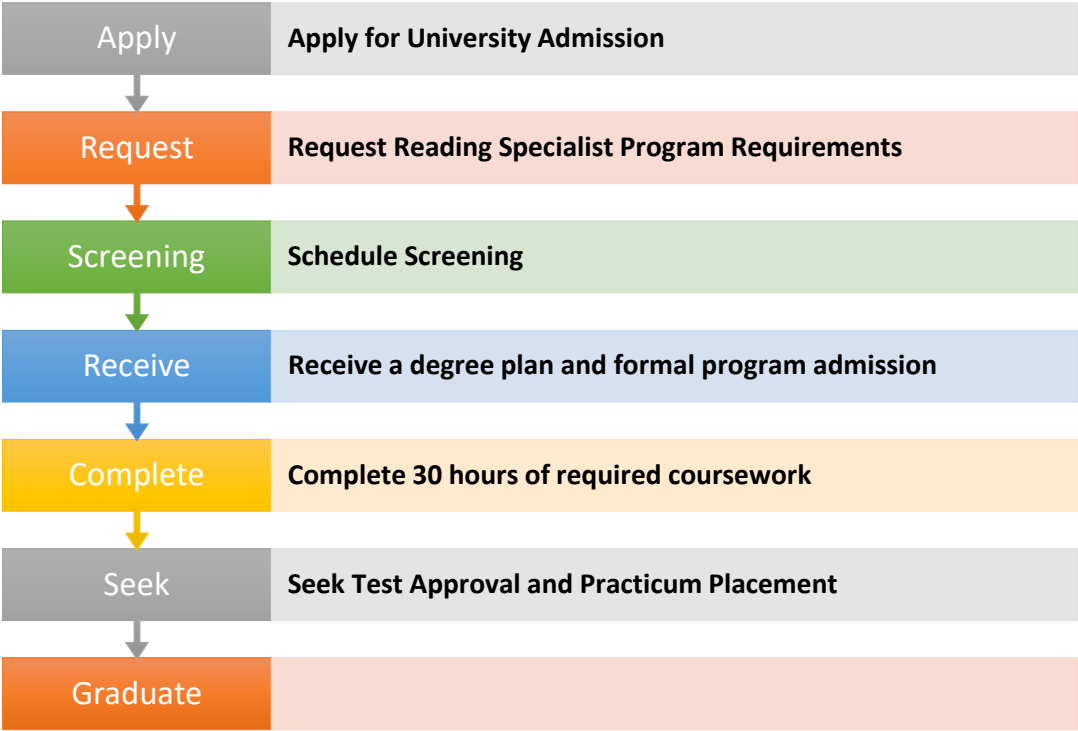 Apply
Apply for University Admission
Request
Request Reading Specialist Program Requirements
Screening
Schedule Screening
Receive
Receive a degree plan and formal program admission
Complete
Complete 30 hours of required coursework
Seek
Seek Test Approval and Practicum Placement
Graduate